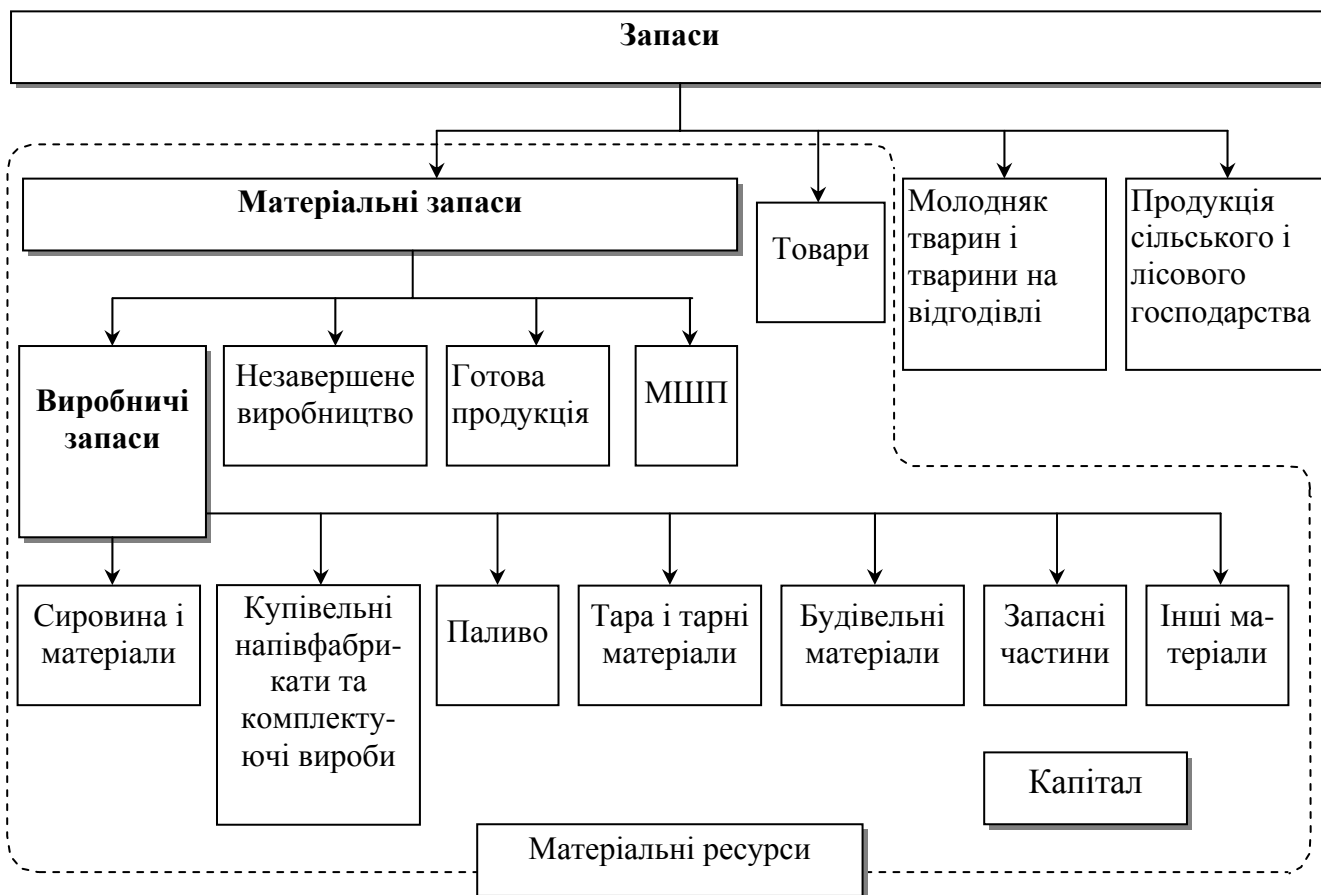 Запаси
Матеріальні запаси
Товари
Молодняк
тварин і
тварини на
відгодівлі
Продукція
сільського і
лісового
господарства
Виробничі
запаси
Незавершене
виробництво
Готова
продукція
МШП
Сировина і
матеріали
Купівельні
напівфабри-
кати та
комплекту-
ючі вироби
Паливо
Тара і тарні
матеріали
Будівельні
матеріали
Запасні
частини
Інші ма-
теріали
Капітал
Матеріальні ресурси